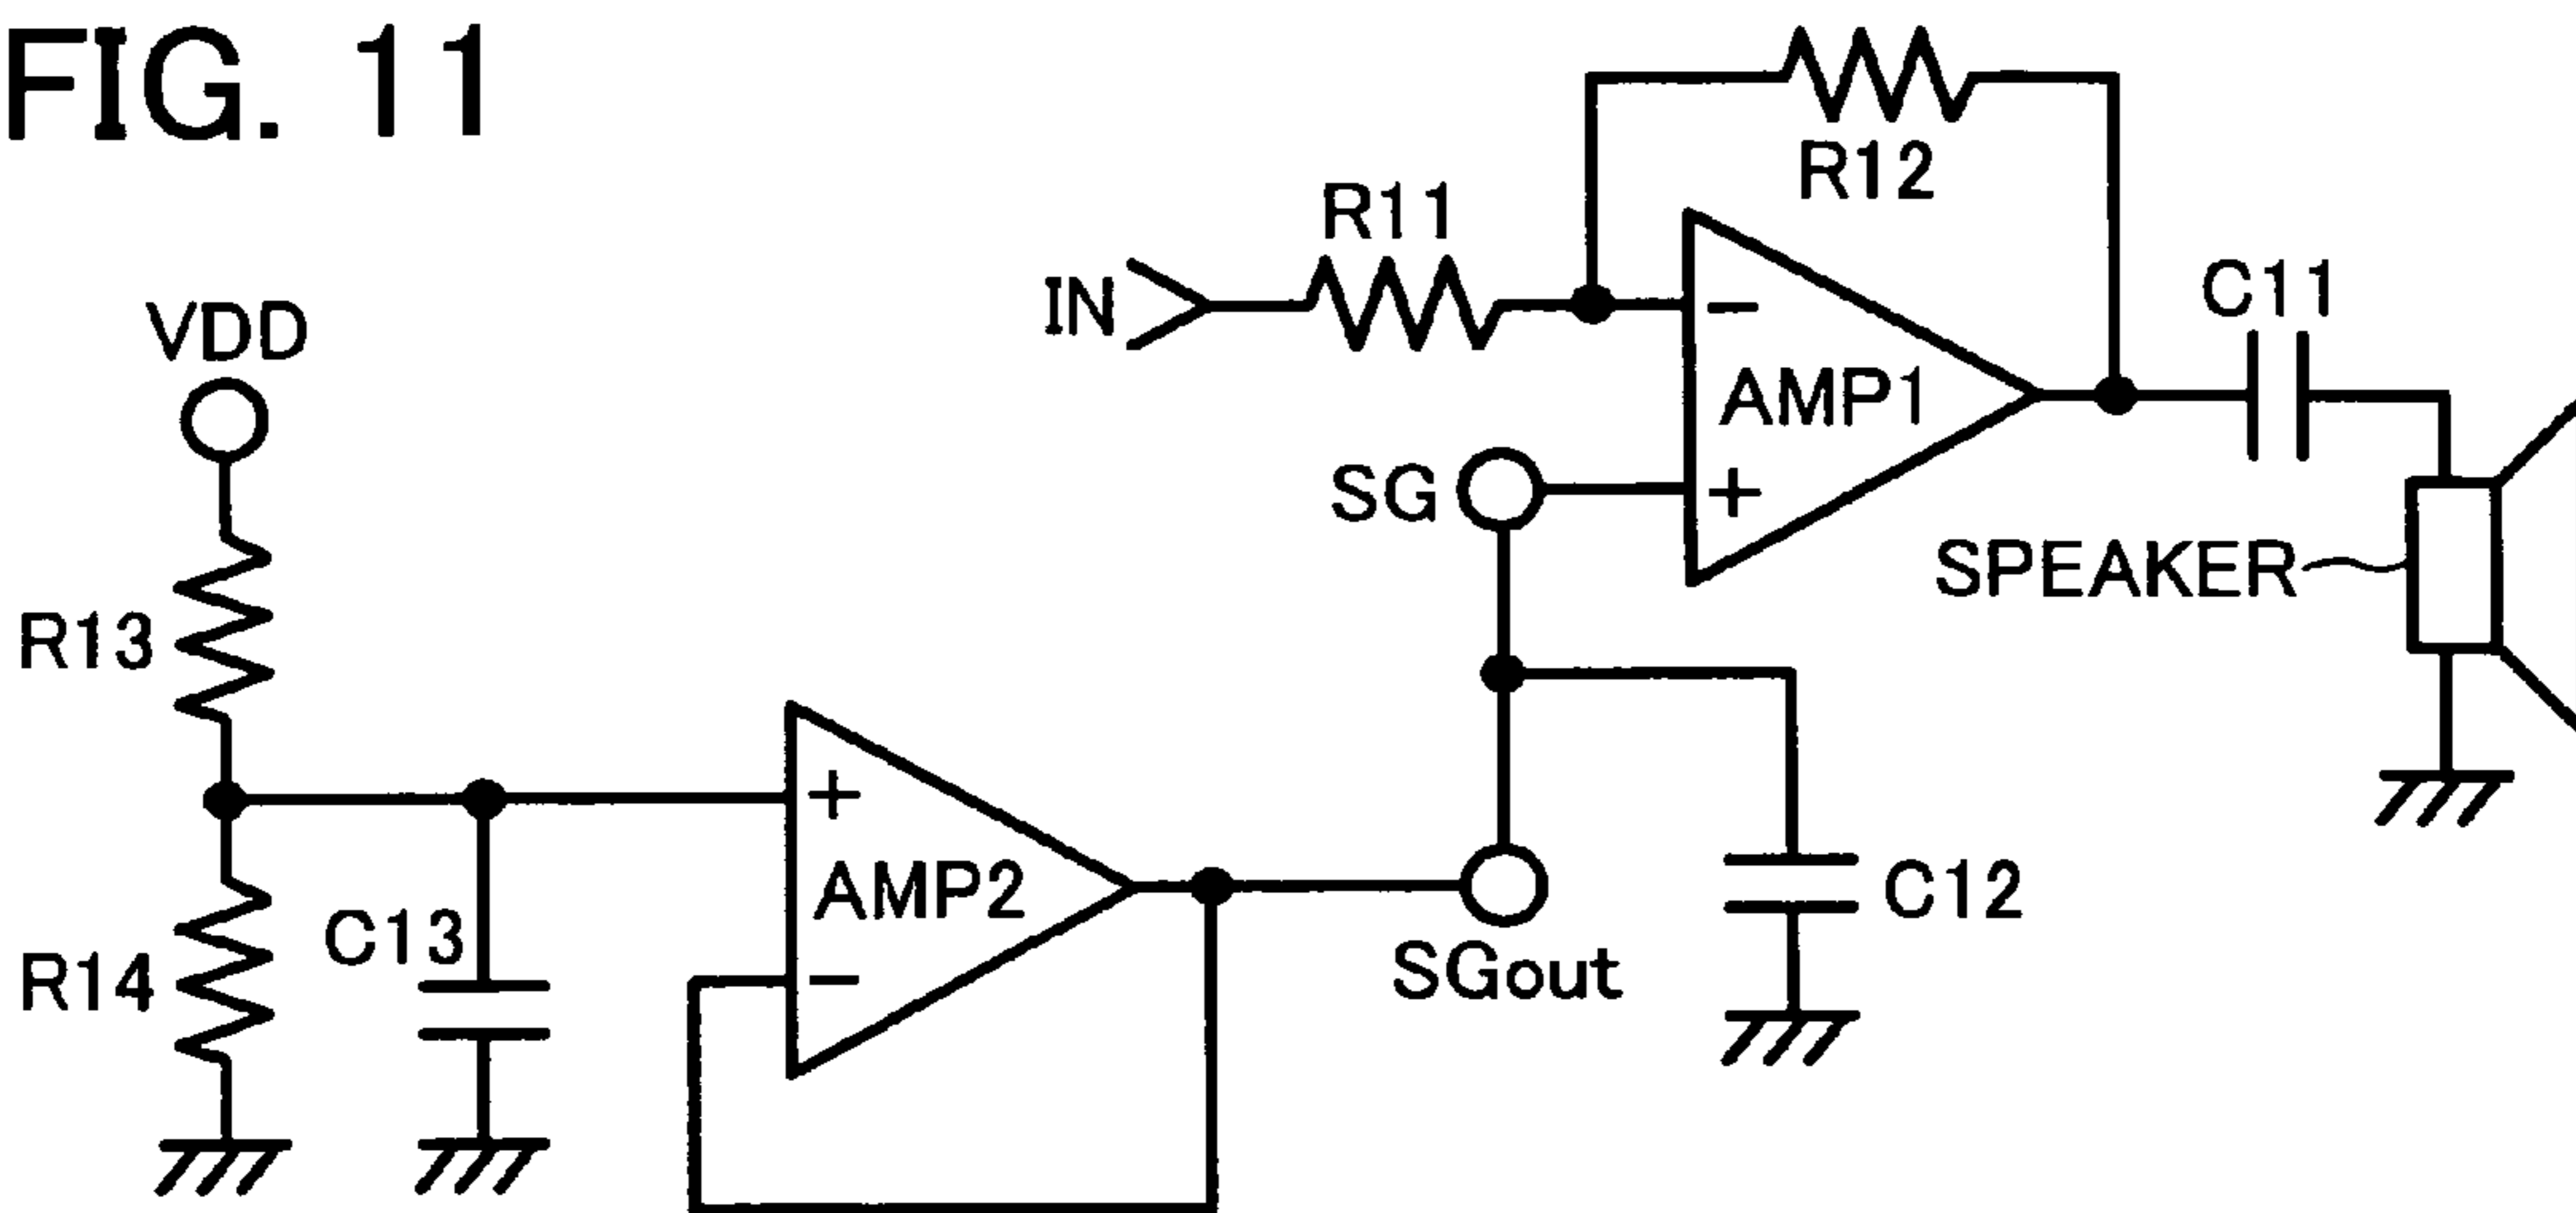 FIG. 11
R12
R11
IN
C11
VDD
−
AMP1
SG
+
SPEAKER
R13
+
AMP2
C12
C13
−
SGout
R14